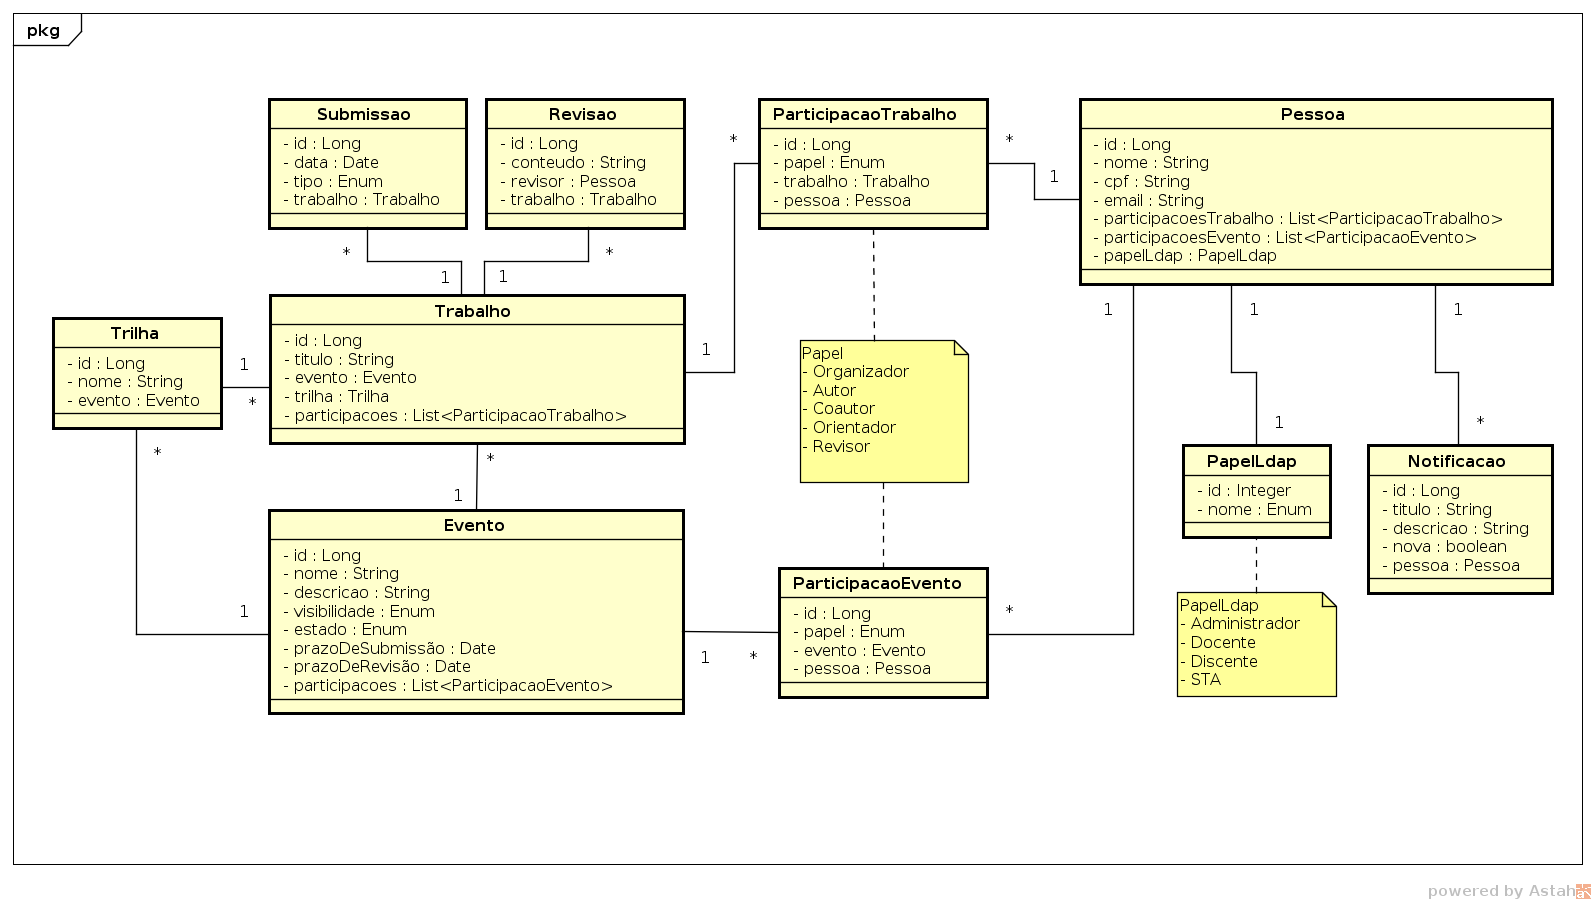 pkg
Submissao
- id : Long
- data : Date
- tipo : Enum
- trabalho : Trabalho
Revisao
- id : Long
- conteudo : String
- revisor : Pessoa
- trabalho : Trabalho
ParticipacaoTrabalho
- id : Long
- papel : Enum
- trabalho : Trabalho
- pessoa : Pessoa
Pessoa
- id : Long
- nome : String
- cpf : String
- email : String
- participacoesTrabalho : List<ParticipacaoTrabalho>
- participacoesEvento : List<ParticipacaoEvento>
- papelLdap : PapelLdap
*
*
1
*
1
*
1
1
1
1
1
Trilha
- id : Long
- nome : String
- evento : Evento
1
*
Trabalho
- id : Long
- titulo : String
- evento : Evento
- trilha : Trilha
- participacoes : List<ParticipacaoTrabalho>
1
Papel
- Organizador
- Autor
- Coautor
- Orientador
- Revisor
1
*
*
*
1
PapelLdap
- id : Integer
- nome : Enum
Notificacao
- id : Long
- titulo : String
- descricao : String
- nova : boolean
- pessoa : Pessoa
Evento
- id : Long
- nome : String
- descricao : String
- visibilidade : Enum
- estado : Enum
- prazoDeSubmissão : Date
- prazoDeRevisão : Date
- participacoes : List<ParticipacaoEvento>
1
1
*
ParticipacaoEvento
- id : Long
- papel : Enum
- evento : Evento
- pessoa : Pessoa
*
PapelLdap
- Administrador
- Docente
- Discente
- STA
powered by Astah